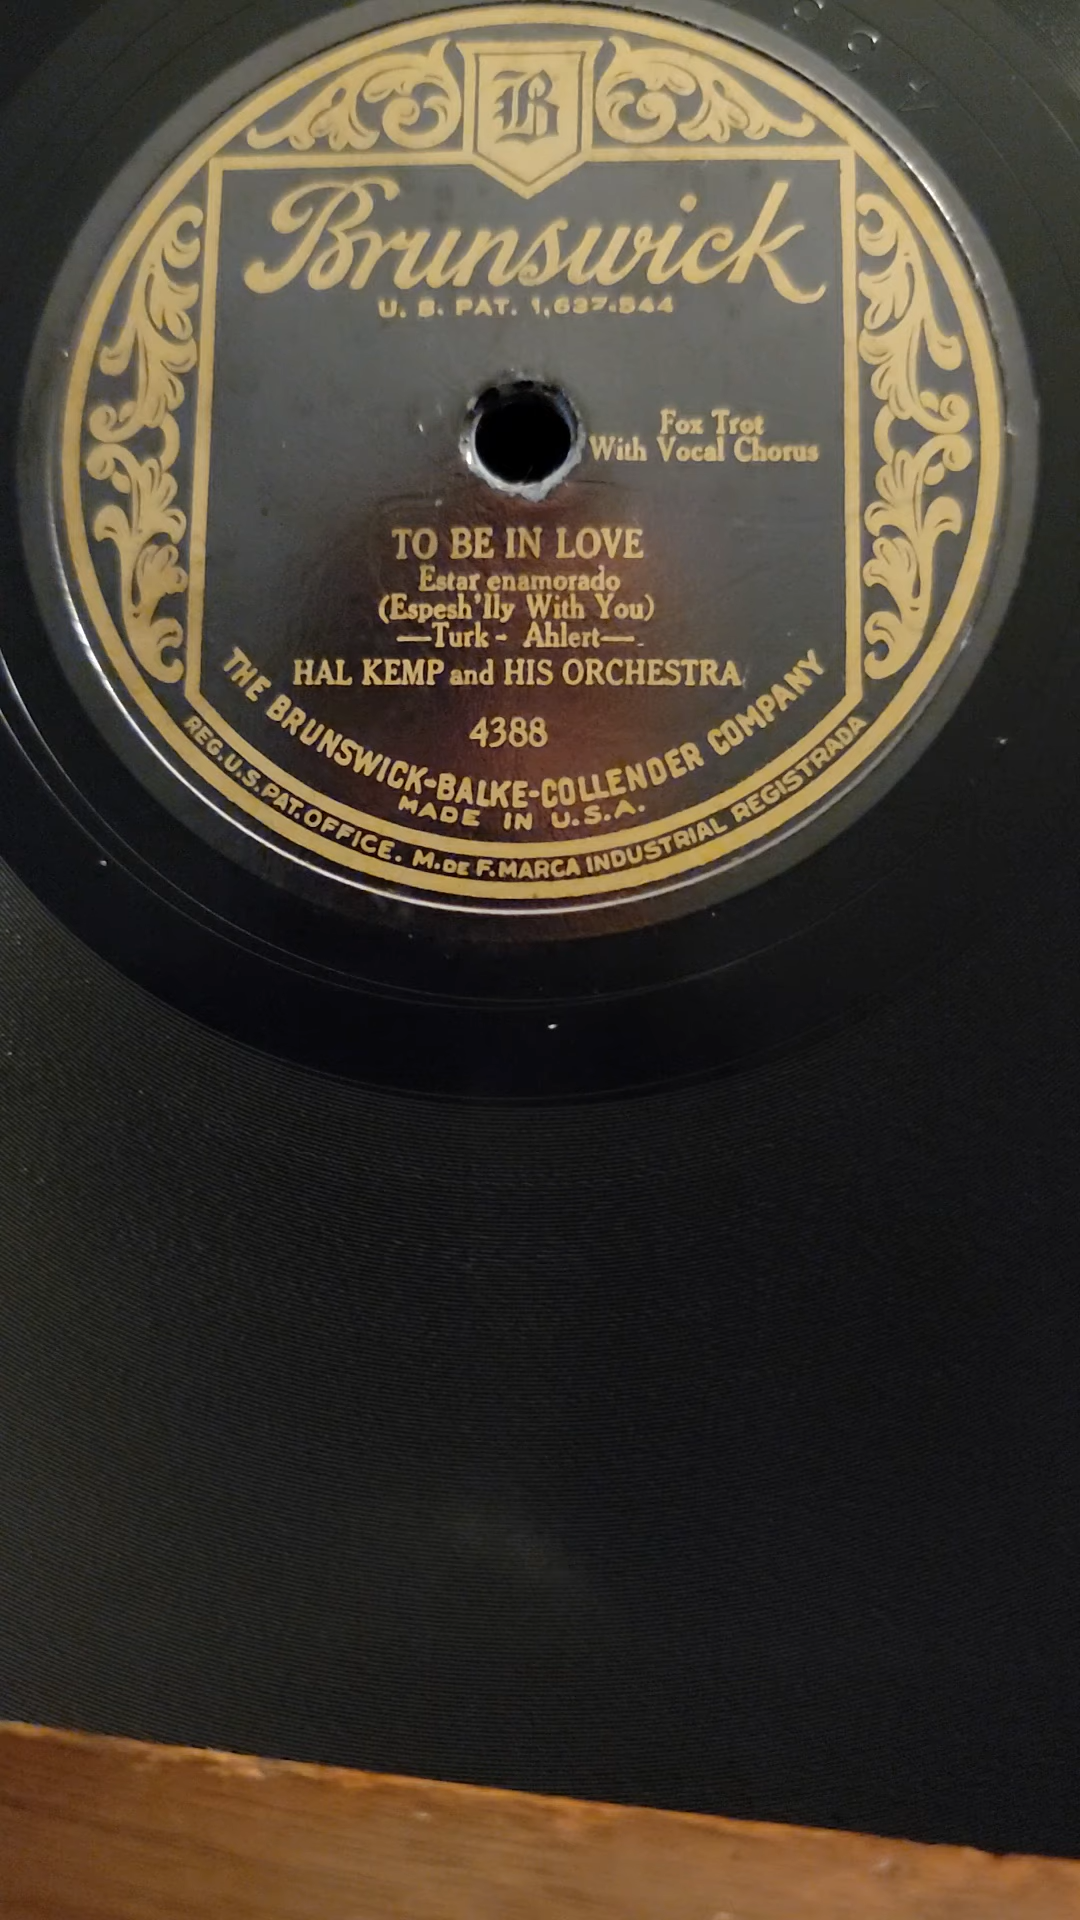 B
Brunswick
U. S. PAT. 1,637,544
Fox Trot
With Vocal Chorus
TO BE IN LOVE
Estar enamorado
(Espesh'lly With You)
—Turk - Ahlert—
HAL KEMP and HIS ORCHESTRA
4388
THE BRUNSWICK-BALKE-COLLENDER COMPANY
MADE IN U.S.A.
REG. U.S. PAT. OFFICE. M. DE F. MARCA INDUSTRIAL REGISTRADA